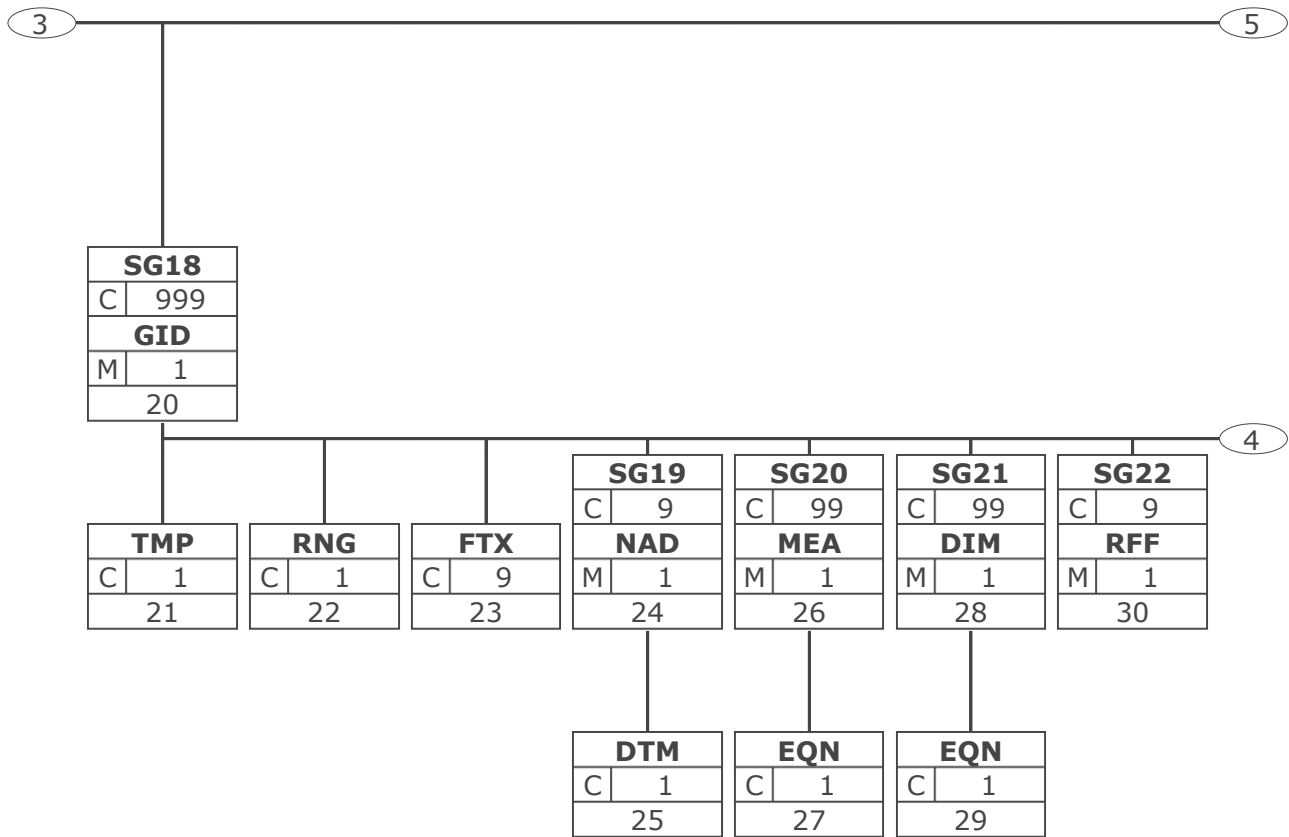 3
5
SG18
C 999
GID
M 1
20
4
TMP
C 1
21
RNG
C 1
22
FTX
C 9
23
SG19
C 9
NAD
M 1
24
SG20
C 99
MEA
M 1
26
SG21
C 99
DIM
M 1
28
SG22
C 9
RFF
M 1
30
DTM
C 1
25
EQN
C 1
27
EQN
C 1
29